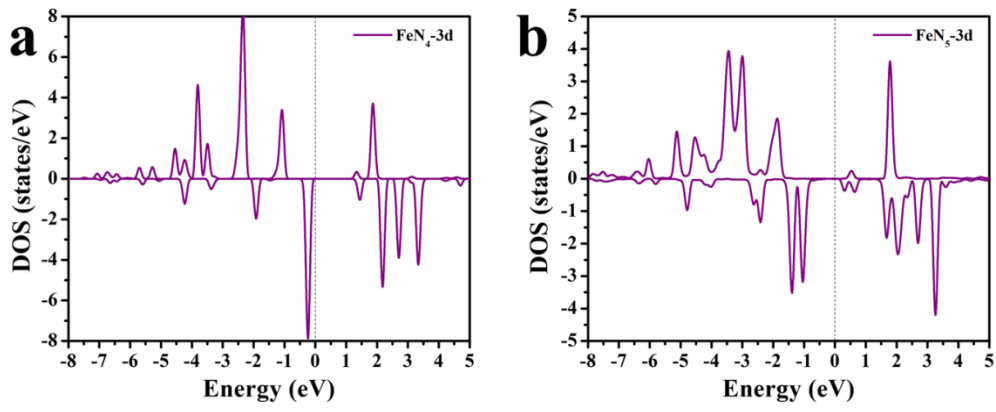 a
FeN₄-3d
DOS (states/eV)
8
6
4
2
0
-2
-4
-6
-8
-8 -7 -6 -5 -4 -3 -2 -1 0 1 2 3 4 5
Energy (eV)
b
FeN₅-3d
DOS (states/eV)
5
4
3
2
1
0
-1
-2
-3
-4
-5
-8 -7 -6 -5 -4 -3 -2 -1 0 1 2 3 4 5
Energy (eV)